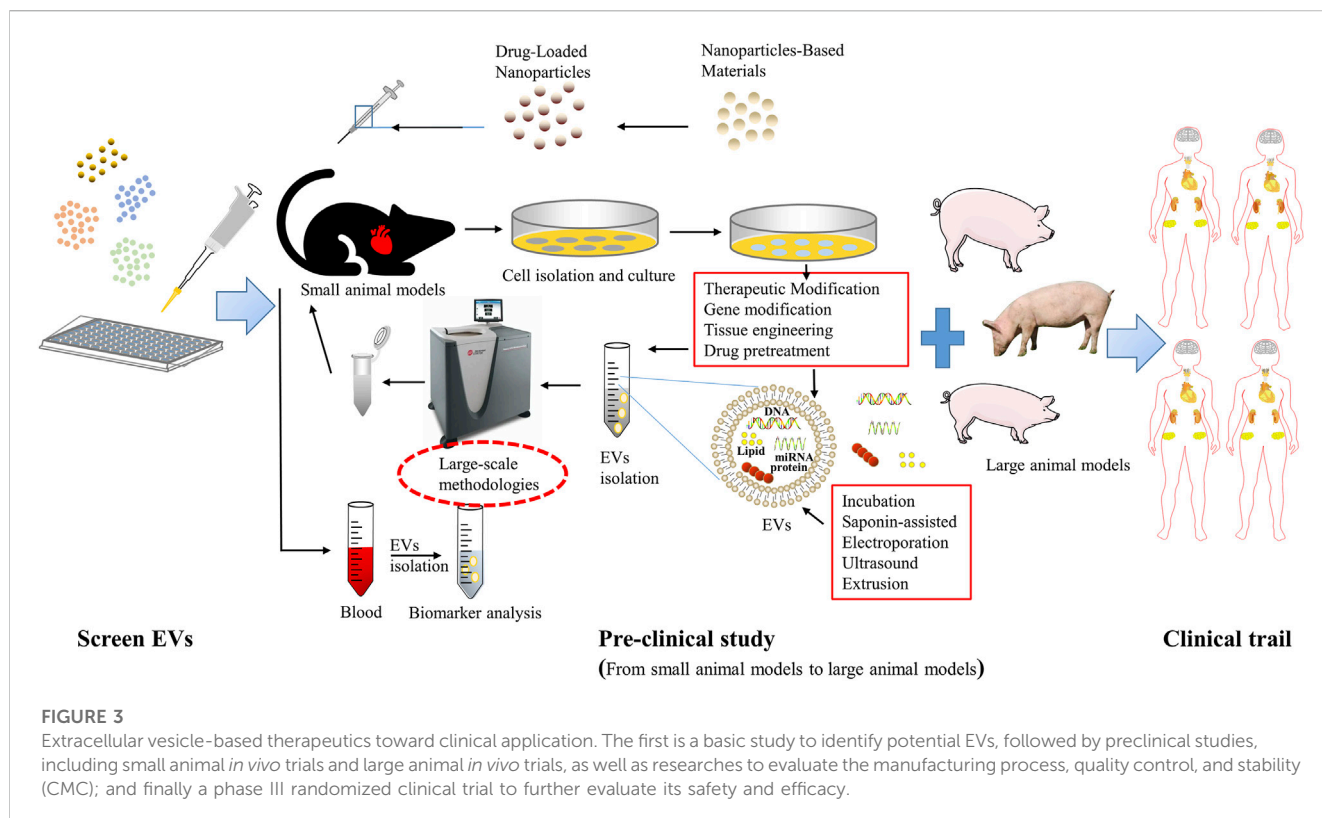 Drug-Loaded
Nanoparticles
Nanoparticles-Based
Materials
Small animal models
Cell isolation and culture
Therapeutic Modification
Gene modification
Tissue engineering
Drug pretreatment
Large-scale
methodologies
EVs
isolation
DNA
Lipid
miRNA
protein
EVs
Incubation
Saponin-assisted
Electroporation
Ultrasound
Extrusion
Large animal models
EVs
isolation
Blood
Biomarker analysis
Screen EVs
Pre-clinical study
(From small animal models to large animal models)
Clinical trail
FIGURE 3
Extracellular vesicle-based therapeutics toward clinical application. The first is a basic study to identify potential EVs, followed by preclinical studies,
including small animal in vivo trials and large animal in vivo trials, as well as researches to evaluate the manufacturing process, quality control, and stability
(CMC); and finally a phase III randomized clinical trial to further evaluate its safety and efficacy.